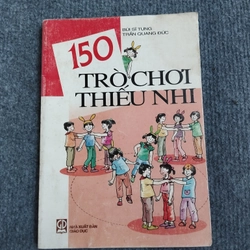 BÙI SĨ TỤNG
TRẦN QUANG ĐỨC
150
TRÒ CHƠI
THIẾU NHI
NHÀ XUẤT BẢN
GIÁO DỤC